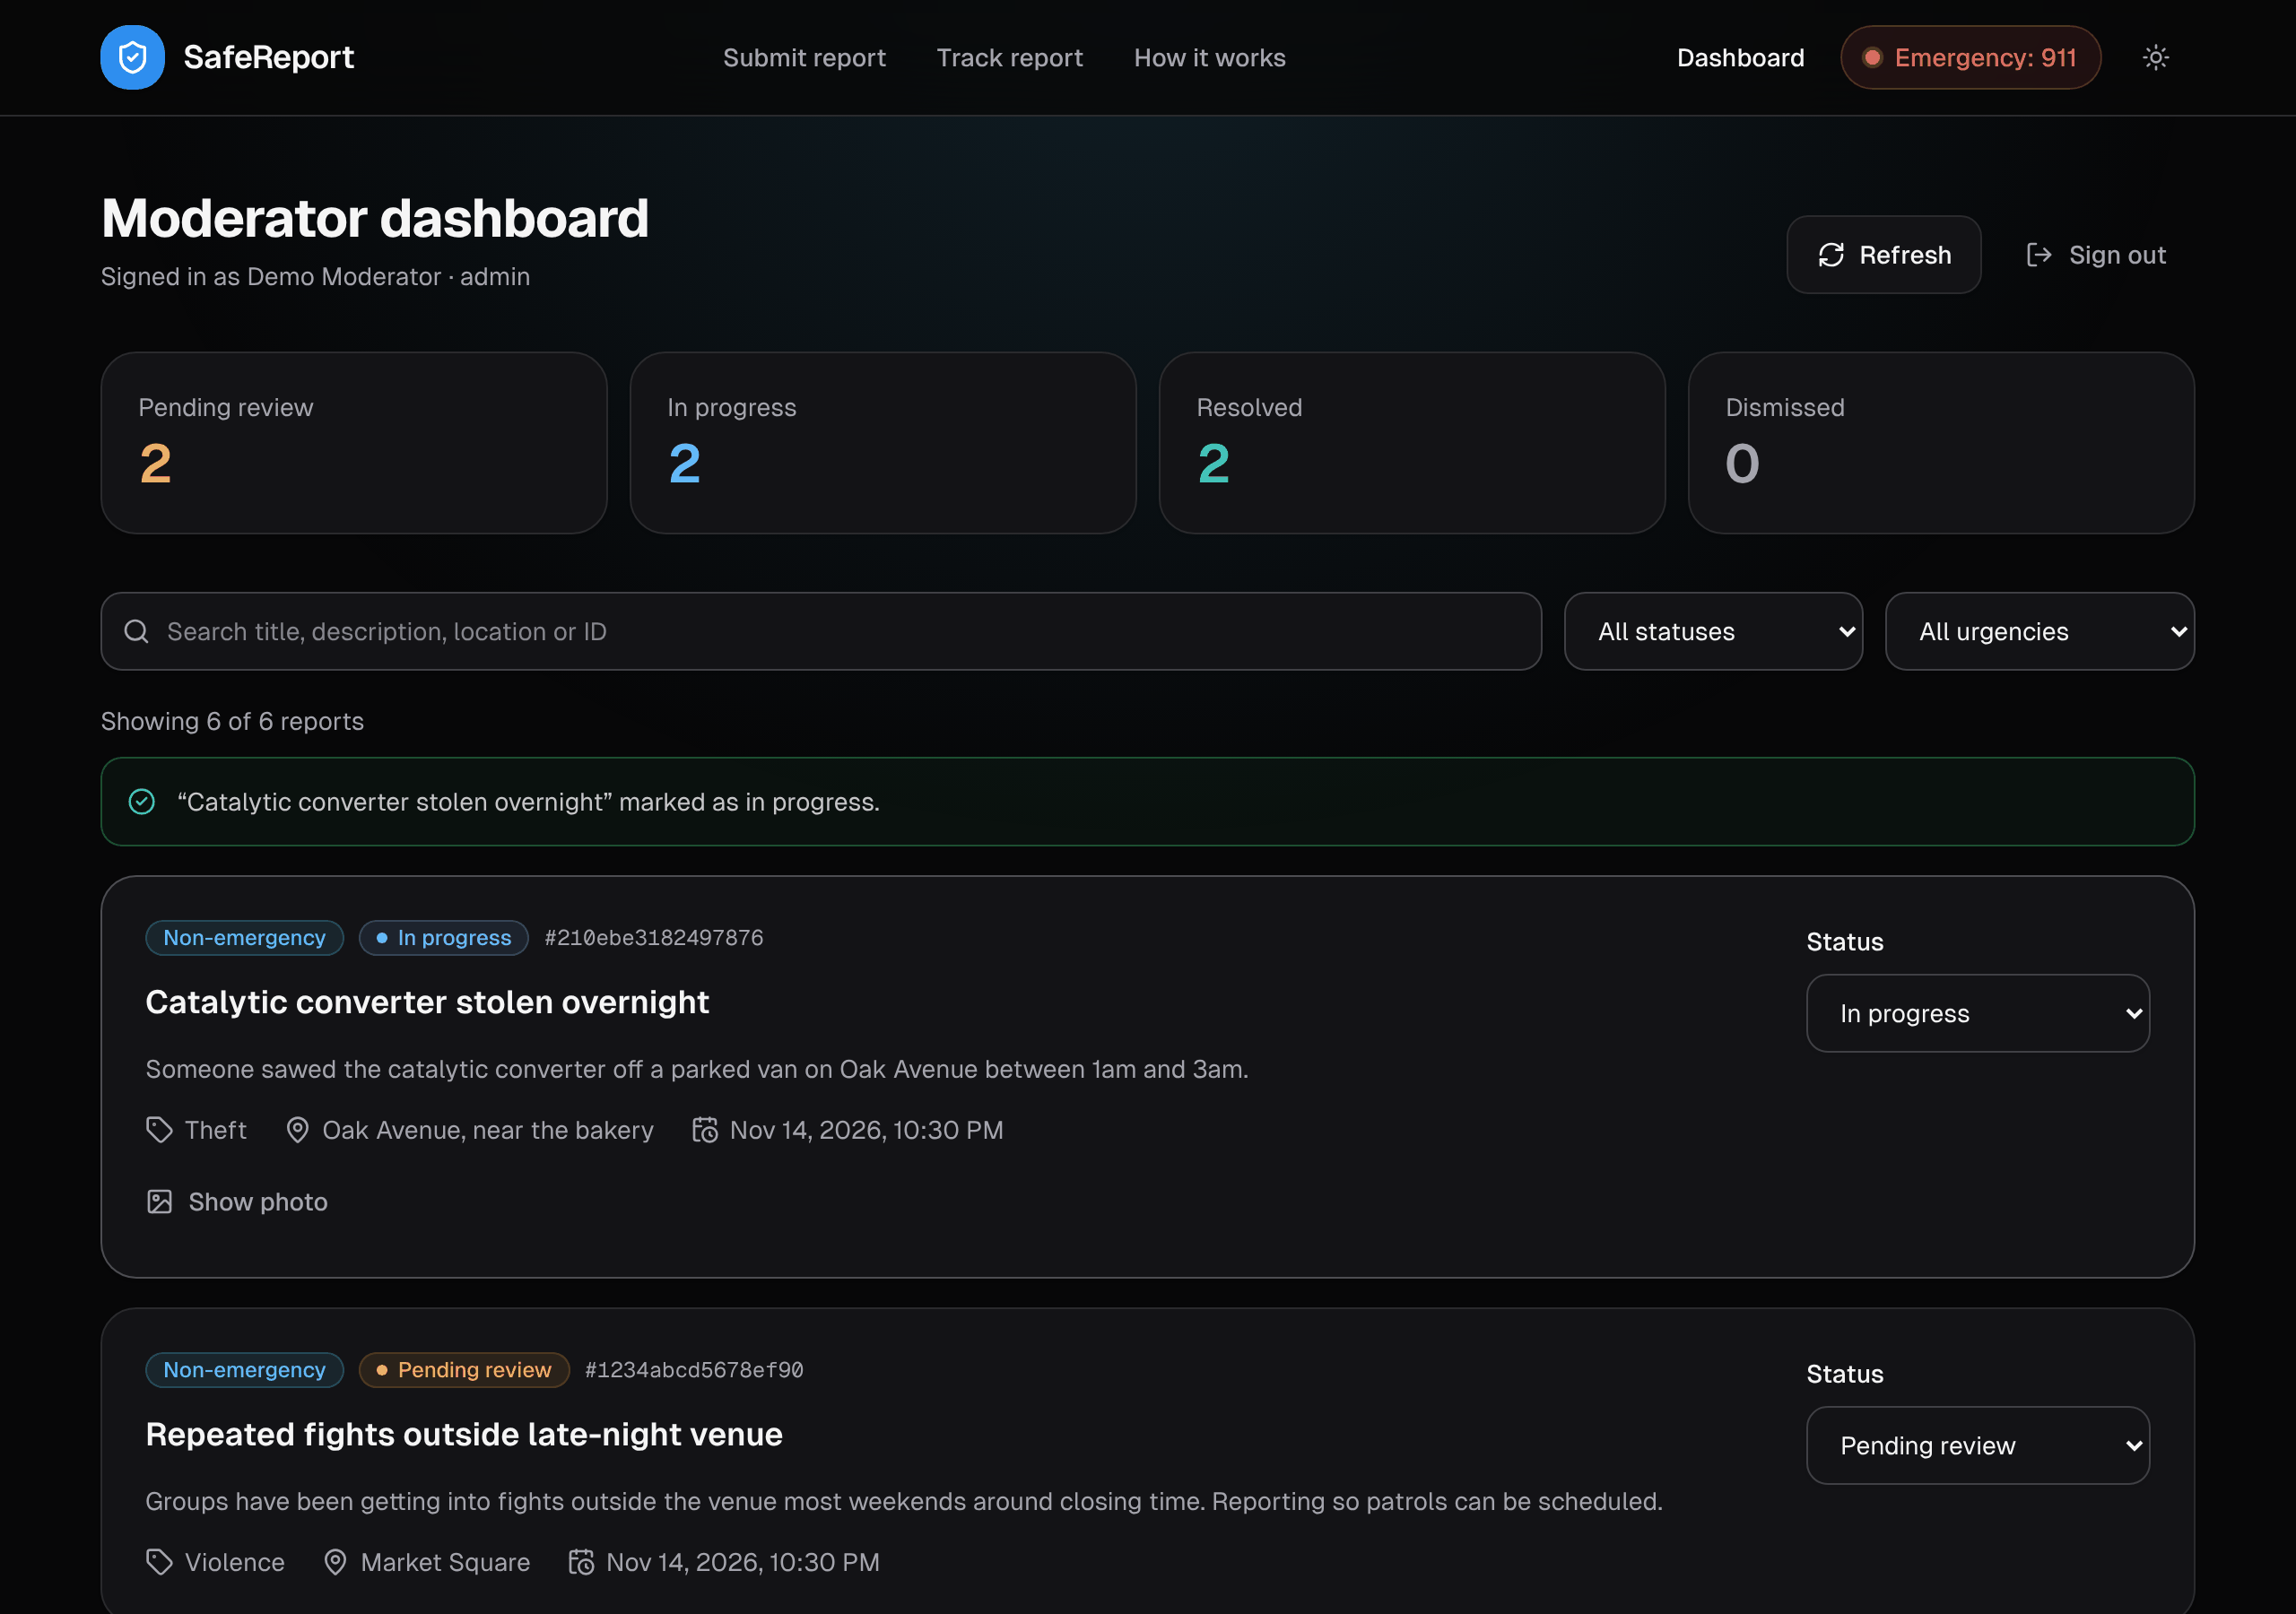 SafeReport
Submit report
Track report
How it works
Dashboard
Emergency: 911
Moderator dashboard
Signed in as Demo Moderator · admin
Refresh
Sign out
Pending review
2
In progress
2
Resolved
2
Dismissed
0
Search title, description, location or ID
All statuses
All urgencies
Showing 6 of 6 reports
“Catalytic converter stolen overnight” marked as in progress.
Non-emergency
In progress
#210ebe3182497876
Status
Catalytic converter stolen overnight
In progress
Someone sawed the catalytic converter off a parked van on Oak Avenue between 1am and 3am.
Theft
Oak Avenue, near the bakery
Nov 14, 2026, 10:30 PM
Show photo
Non-emergency
Pending review
#1234abcd5678ef90
Status
Repeated fights outside late-night venue
Pending review
Groups have been getting into fights outside the venue most weekends around closing time. Reporting so patrols can be scheduled.
Violence
Market Square
Nov 14, 2026, 10:30 PM